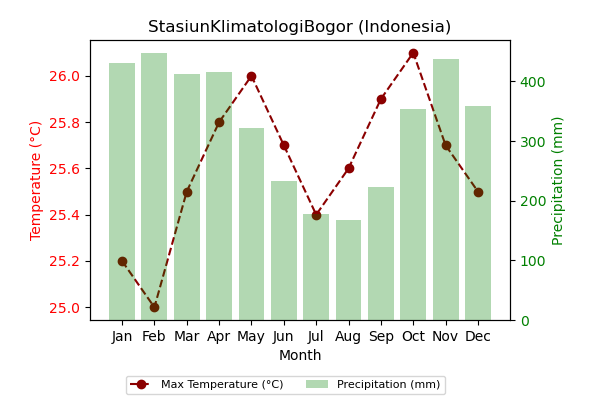 StasiunKlimatologiBogor (Indonesia)
26.0
25.8
25.6
25.4
25.2
25.0
Temperature (°C)
400
300
200
100
0
Precipitation (mm)
Jan Feb Mar Apr May Jun Jul Aug Sep Oct Nov Dec
Month
Max Temperature (°C) Precipitation (mm)